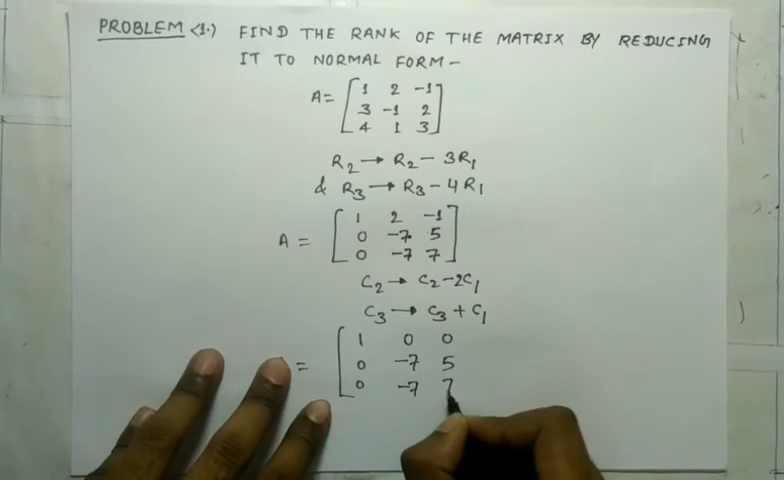 PROBLEM <1.> FIND THE RANK OF THE MATRIX BY REDUCING
IT TO NORMAL FORM -
A = [ 1 2 -1
3 -1 2
4 1 3 ]
R2 → R2 - 3R1
& R3 → R3 - 4R1
A = [ 1 2 -1
0 -7 5
0 -7 7 ]
C2 → C2 - 2C1
C3 → C3 + C1
= [ 1 0 0
0 -7 5
0 -7 7